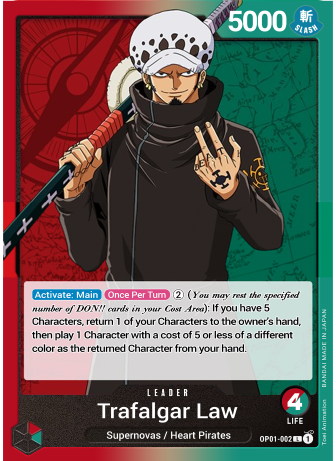 5000 斬
SLASH
Activate: Main Once Per Turn ② (You may rest the specified
number of DON!! cards in your Cost Area): If you have 5
Characters, return 1 of your Characters to the owner's hand,
then play 1 Character with a cost of 5 or less of a different
color as the returned Character from your hand.
LEADER
Trafalgar Law
Supernovas / Heart Pirates
4
LIFE
OP01-002 L 1
Toei Animation BANDAI MADE IN JAPAN